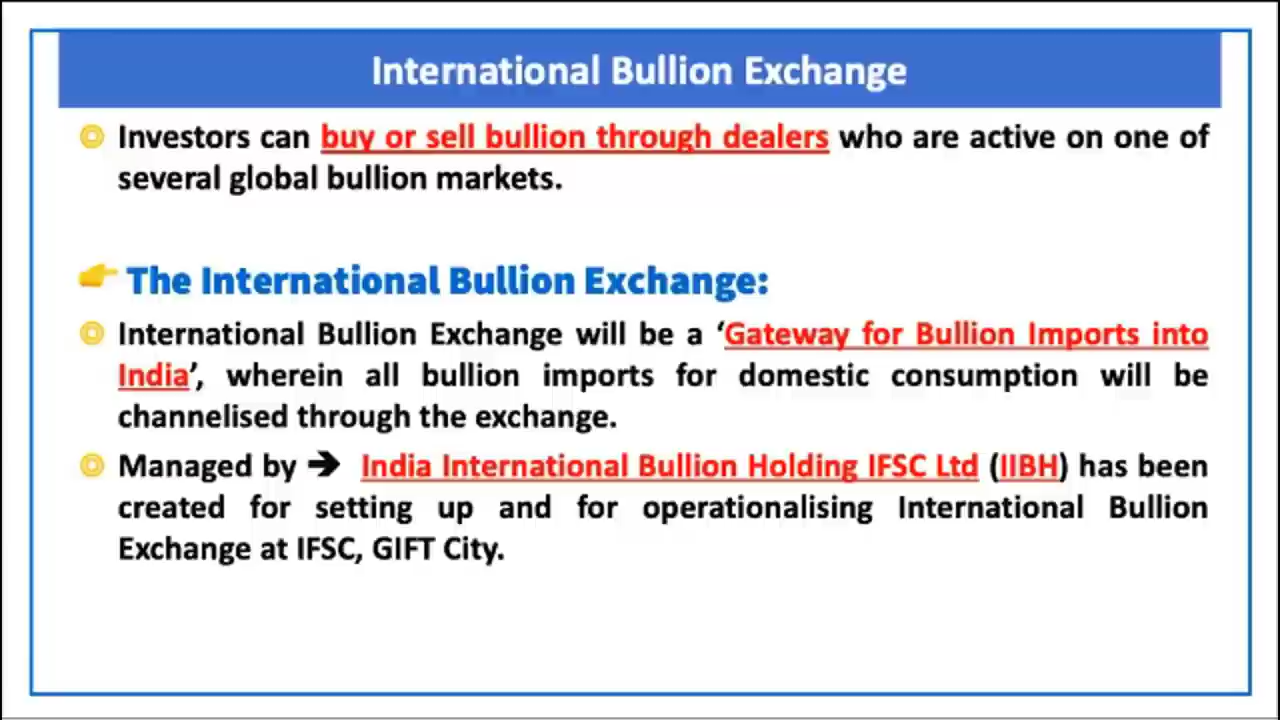 International Bullion Exchange
Investors can buy or sell bullion through dealers who are active on one of
several global bullion markets.
The International Bullion Exchange:
International Bullion Exchange will be a ‘Gateway for Bullion Imports into
India’, wherein all bullion imports for domestic consumption will be
channelised through the exchange.
Managed by ➔ India International Bullion Holding IFSC Ltd (IIBH) has been
created for setting up and for operationalising International Bullion
Exchange at IFSC, GIFT City.